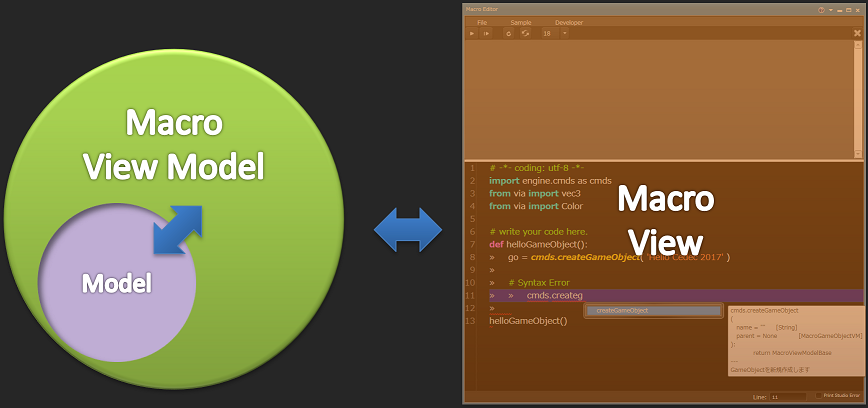 Macro
View Model
Model
Macro Editor
File Sample Developer
18
1 # -*- coding: utf-8 -*-
2 import engine.cmds as cmds
3 from via import vec3
4 from via import Color
5
6 # write your code here.
7 def helloGameObject():
8 » go = cmds.createGameObject( 'Hello Cedec 2017' )
9 »
10 » # Syntax Error
11 » » cmds.createg
12 »
13 helloGameObject()
Macro
View
createGameObject
cmds.createGameObject
(
name = "" [String]
parent = None [MacroGameObjectVM]
):
return MacroViewModelBase
---
GameObjectを新規作成します
Line: 11 Print Studio Error